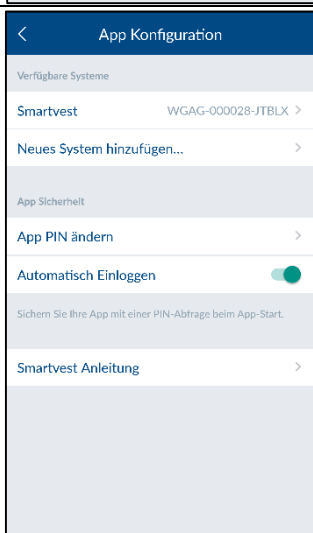 App Konfiguration
Verfügbare Systeme
Smartvest WGAG-000028-JTBLX
Neues System hinzufügen...
App Sicherheit
App PIN ändern
Automatisch Einloggen
Sichern Sie Ihre App mit einer PIN-Abfrage beim App-Start.
Smartvest Anleitung